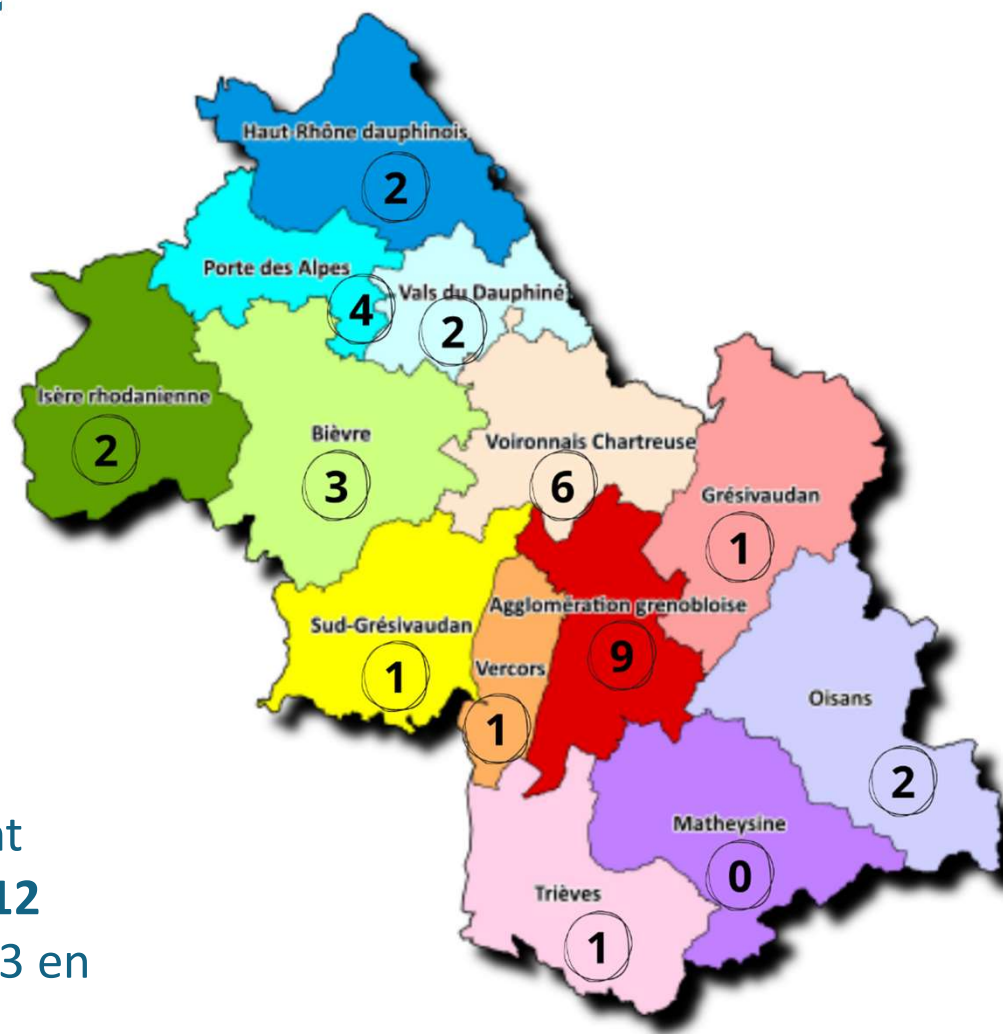 Haut-Rhône dauphinois
2
Porte des Alpes
4
Vals du Dauphiné
2
Isère rhodanienne
2
Bièvre
3
Voironnais Chartreuse
6
Grésivaudan
1
Sud-Grésivaudan
1
Vercors
1
Agglomération grenobloise
9
Oisans
2
Matheysine
0
Trièves
1
12
3 en